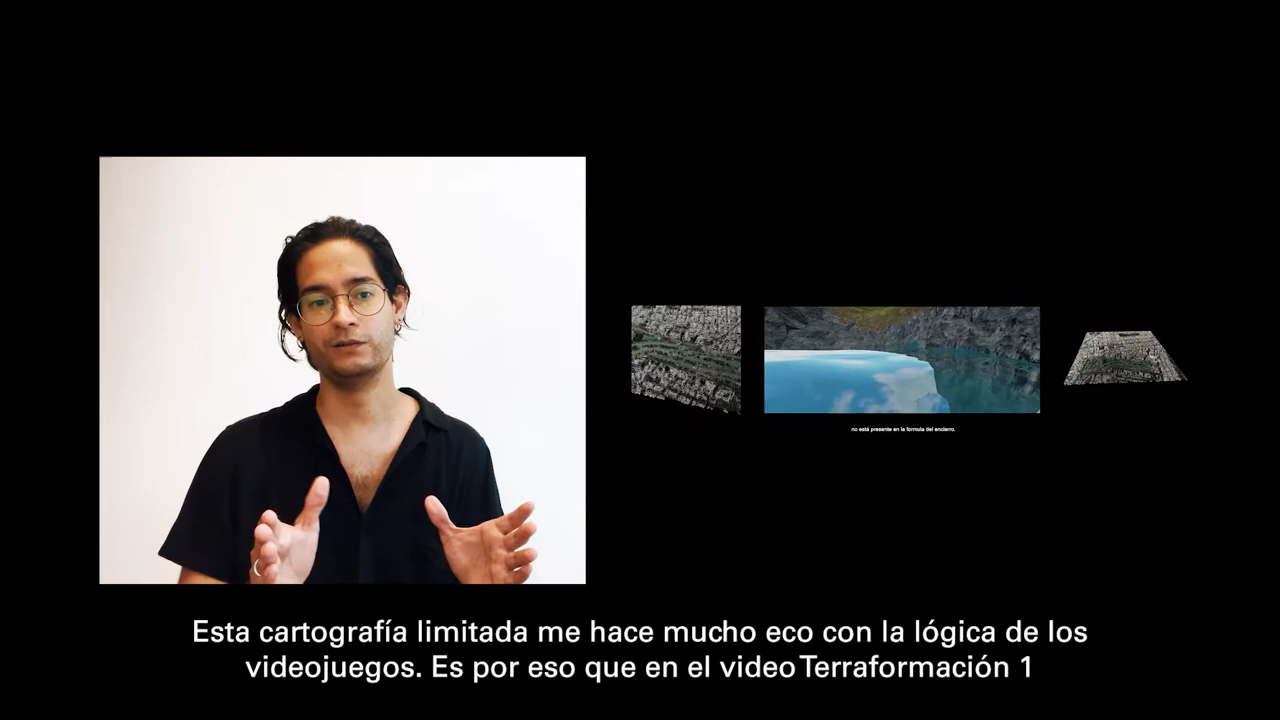 no está presente en la formula del encierro.
Esta cartografía limitada me hace mucho eco con la lógica de los
videojuegos. Es por eso que en el video Terraformación 1